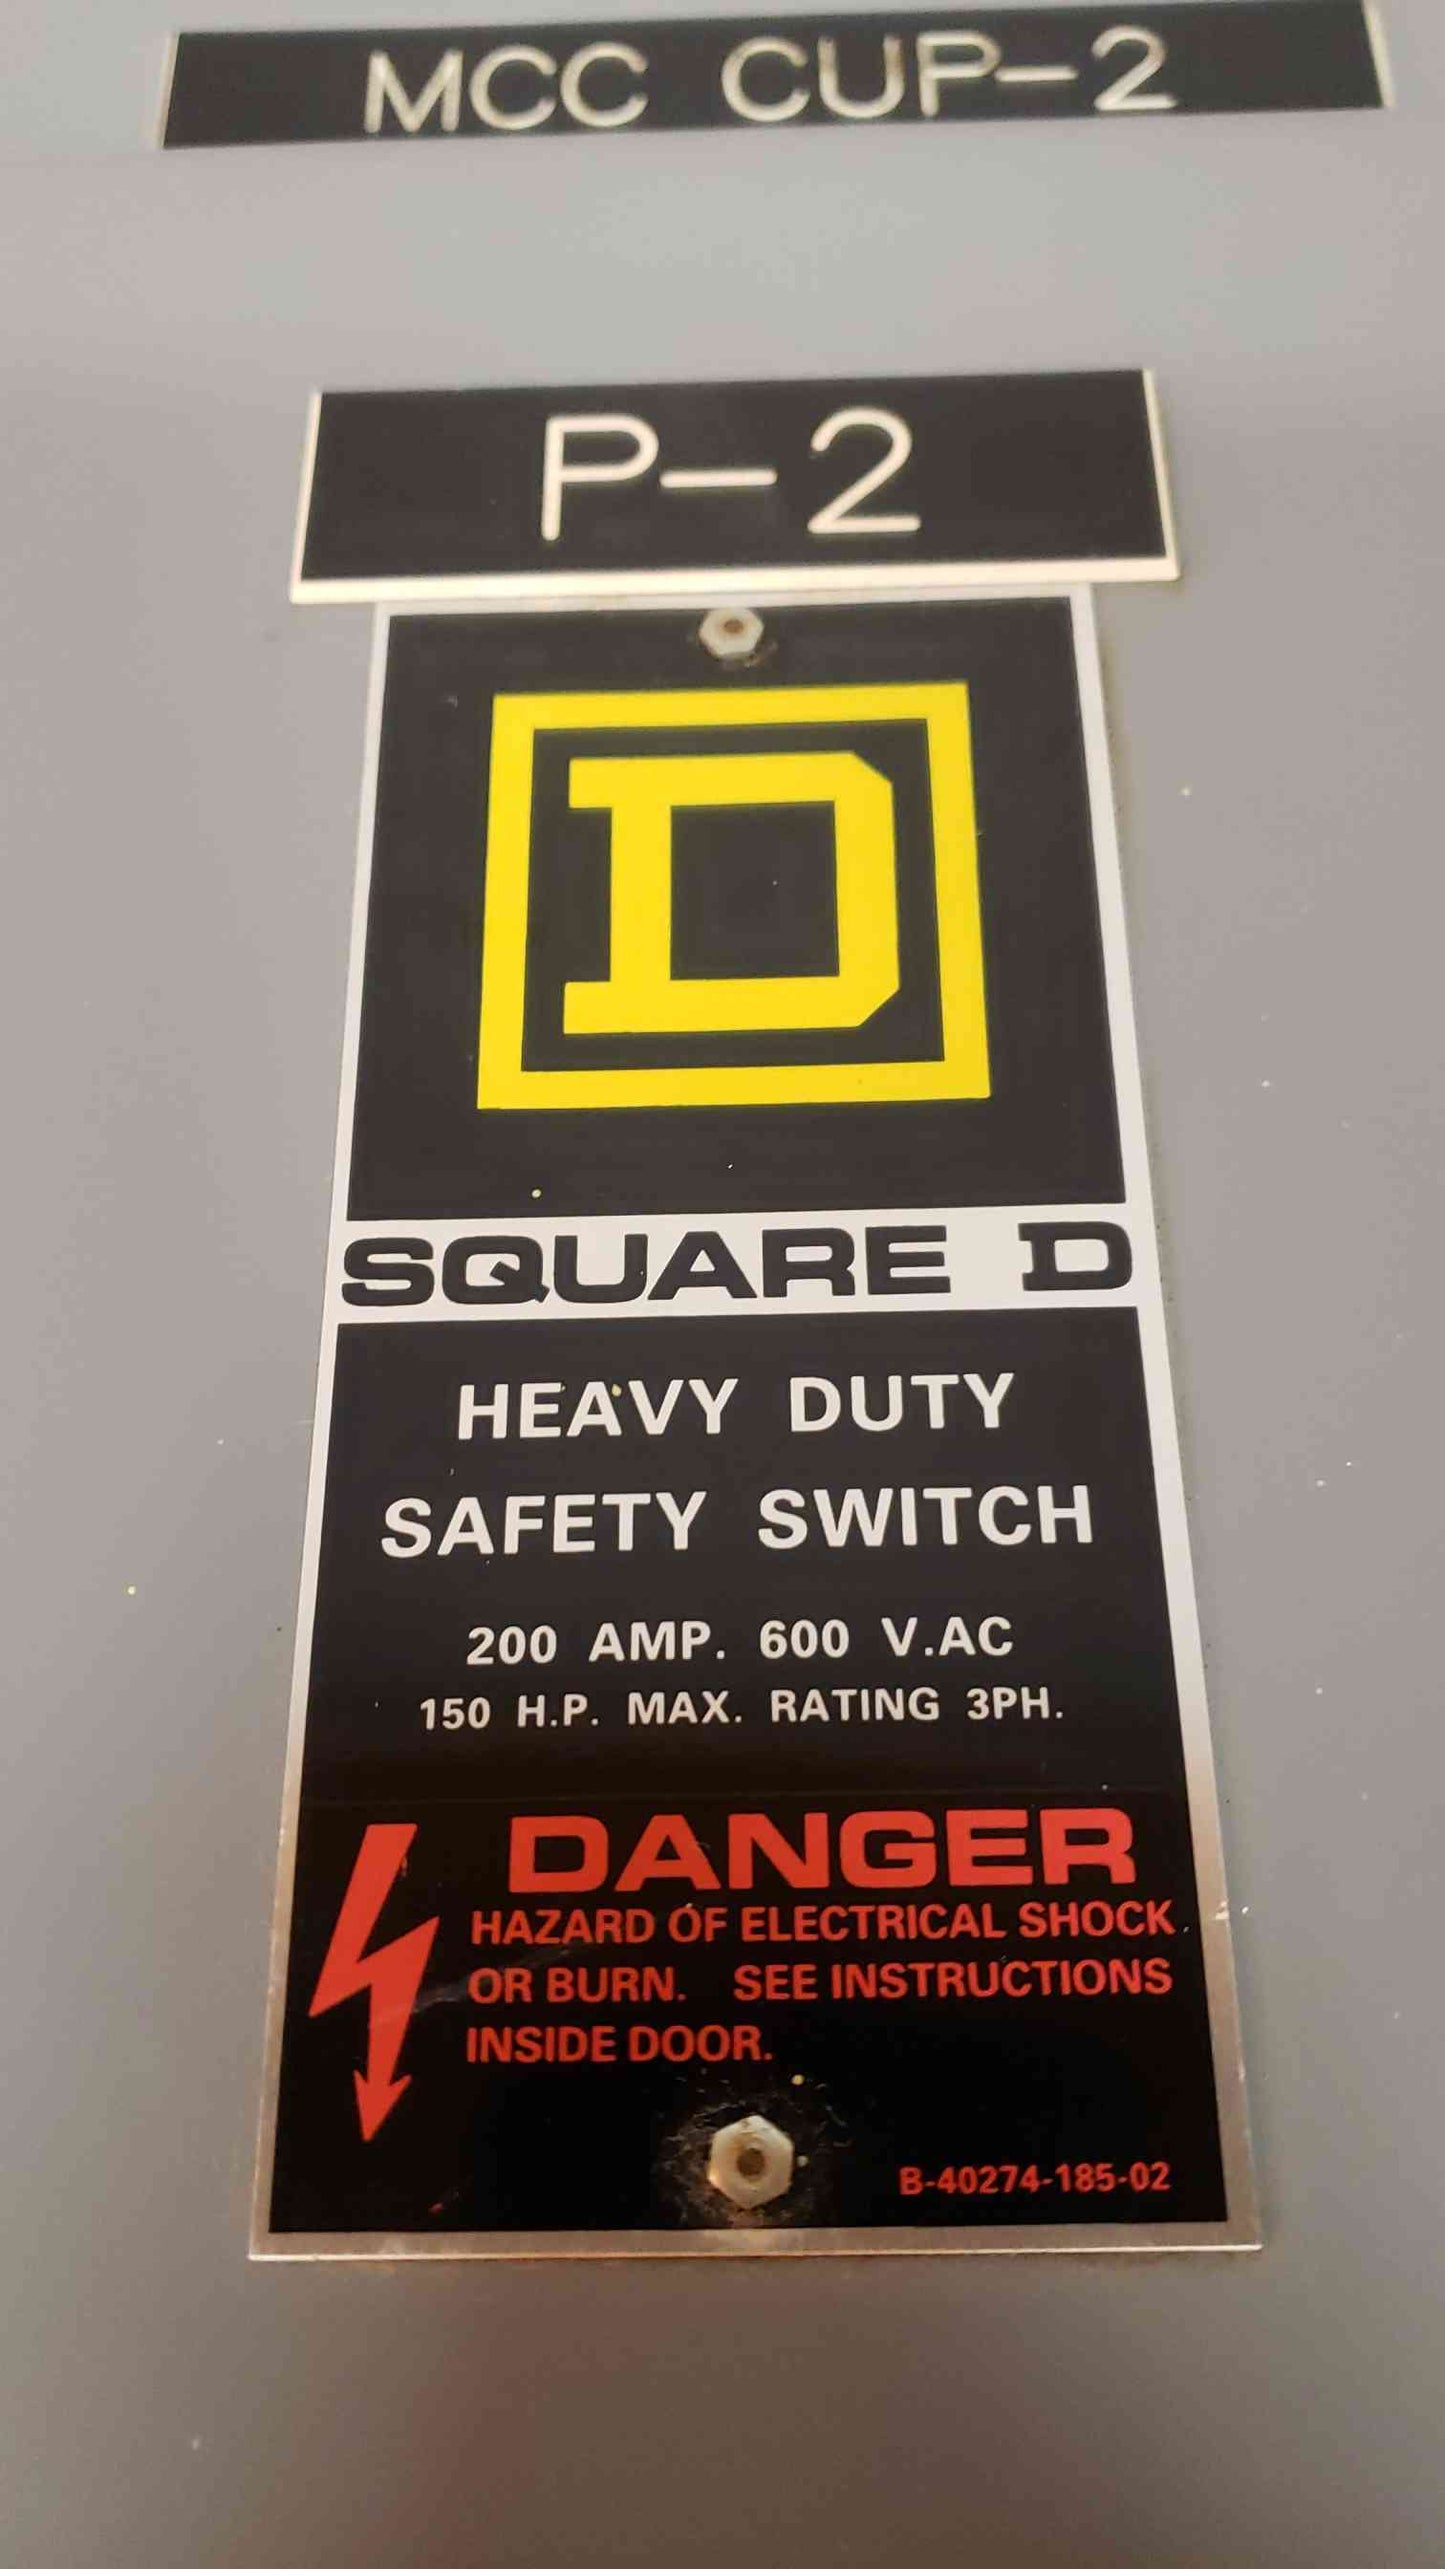 MCC CUP-2
P-2
D
SQUARE D
HEAVY DUTY
SAFETY SWITCH
200 AMP. 600 V.AC
150 H.P. MAX. RATING 3PH.
DANGER
HAZARD OF ELECTRICAL SHOCK
OR BURN. SEE INSTRUCTIONS
INSIDE DOOR.
B-40274-185-02